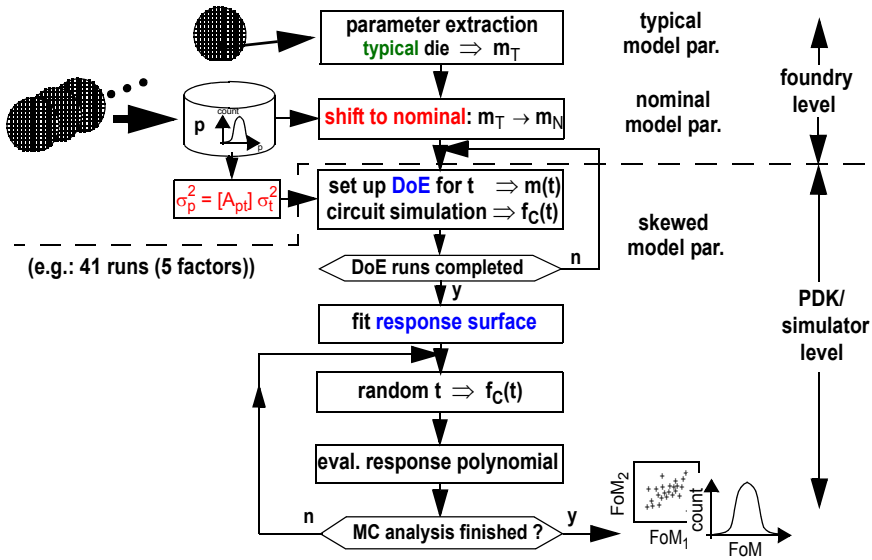 parameter extraction
typical die ⇒ m_T
typical
model par.
foundry
level
count
p
p
shift to nominal: m_T → m_N
nominal
model par.
σ_p^2 = [A_pt] σ_t^2
set up DoE for t ⇒ m(t)
circuit simulation ⇒ f_C(t)
skewed
model par.
(e.g.: 41 runs (5 factors))
DoE runs completed
n
y
PDK/
simulator
level
fit response surface
random t ⇒ f_C(t)
eval. response polynomial
n
MC analysis finished ?
y
FoM_2
FoM_1
count
FoM